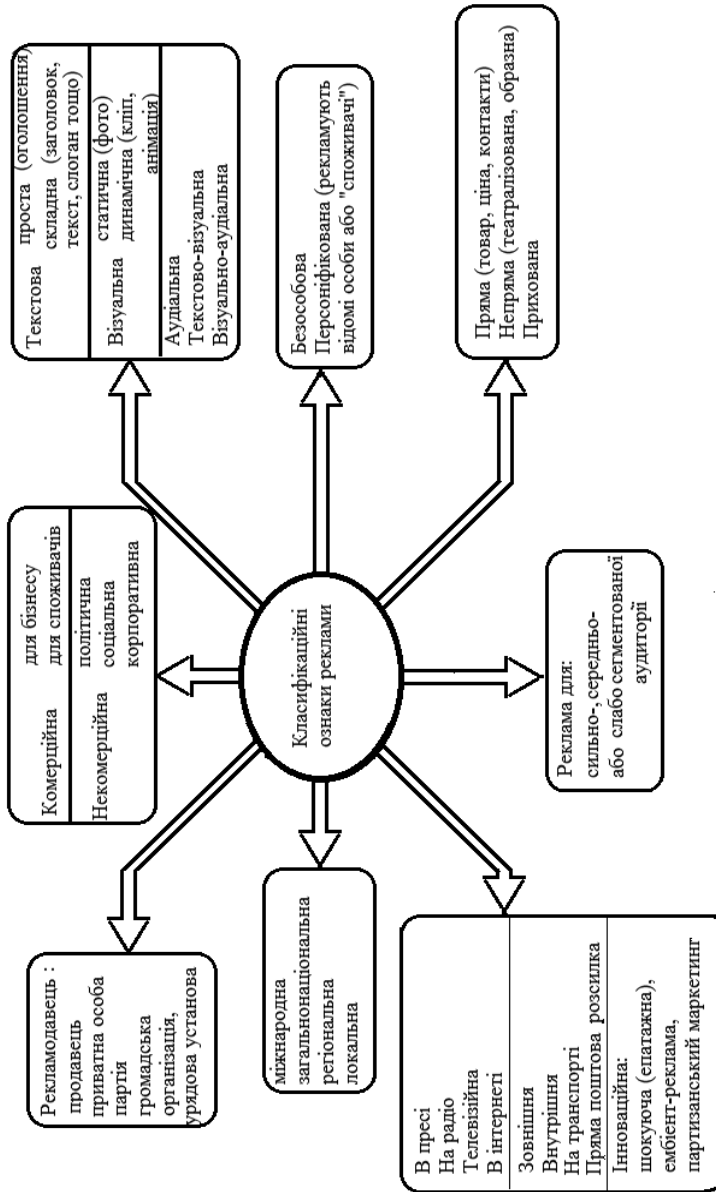 Рекламодавець :
продавець
приватна особа
партія
громадська
організація,
урядова установа
Комерційна для бізнесу
для споживачів
Некомерційна політична
соціальна
корпоративна
Текстова проста (оголошення)
складна (заголовок,
текст, слоган тощо)
Візуальна статична (фото)
динамічна (кліп,
анімація)
Аудіальна
Текстово-візуальна
Візуально-аудіальна
міжнародна
загальнонаціональна
регіональна
локальна
Класифікаційні
ознаки реклами
Безособова
Персоніфікована (рекламують
відомі особи або "споживачі")
В пресі
На радіо
Телевізійна
В інтернеті
Зовнішня
Внутрішня
На транспорті
Пряма поштова розсилка
Інноваційна:
шокуюча (епатажна),
ембієнт-реклама,
партизанський маркетинг
Реклама для:
сильно-, середньо-
або слабо сегментованої
аудиторії
Пряма (товар, ціна, контакти)
Непряма (театралізована, образна)
Прихована